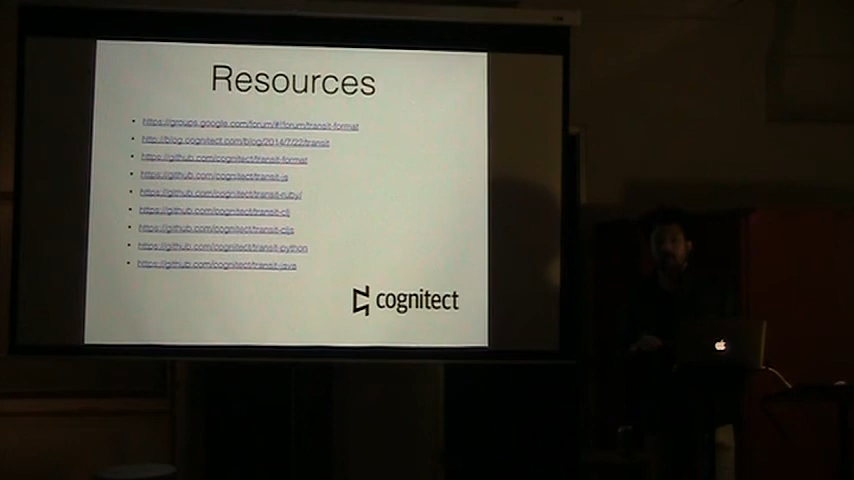 Resources
• https://groups.google.com/forum/#!forum/transit-format
• http://blog.cognitect.com/blog/2014/7/22/transit
• https://github.com/cognitect/transit-format
• https://github.com/cognitect/transit-js
• https://github.com/cognitect/transit-ruby/
• https://github.com/cognitect/transit-clj
• https://github.com/cognitect/transit-cljs
• https://github.com/cognitect/transit-python
• https://github.com/cognitect/transit-java
cognitect